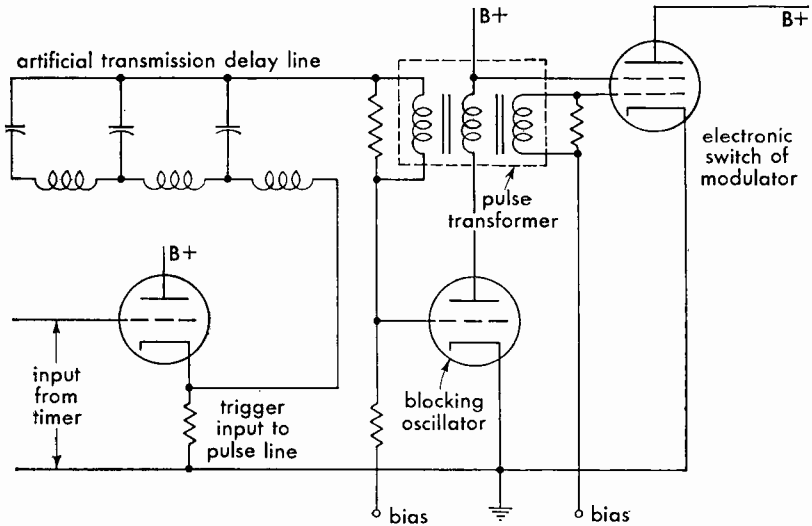 B+
B+
artificial transmission delay line
electronic
switch of
modulator
pulse
transformer
B+
input
from
timer
trigger
input to
pulse line
blocking
oscillator
bias
bias